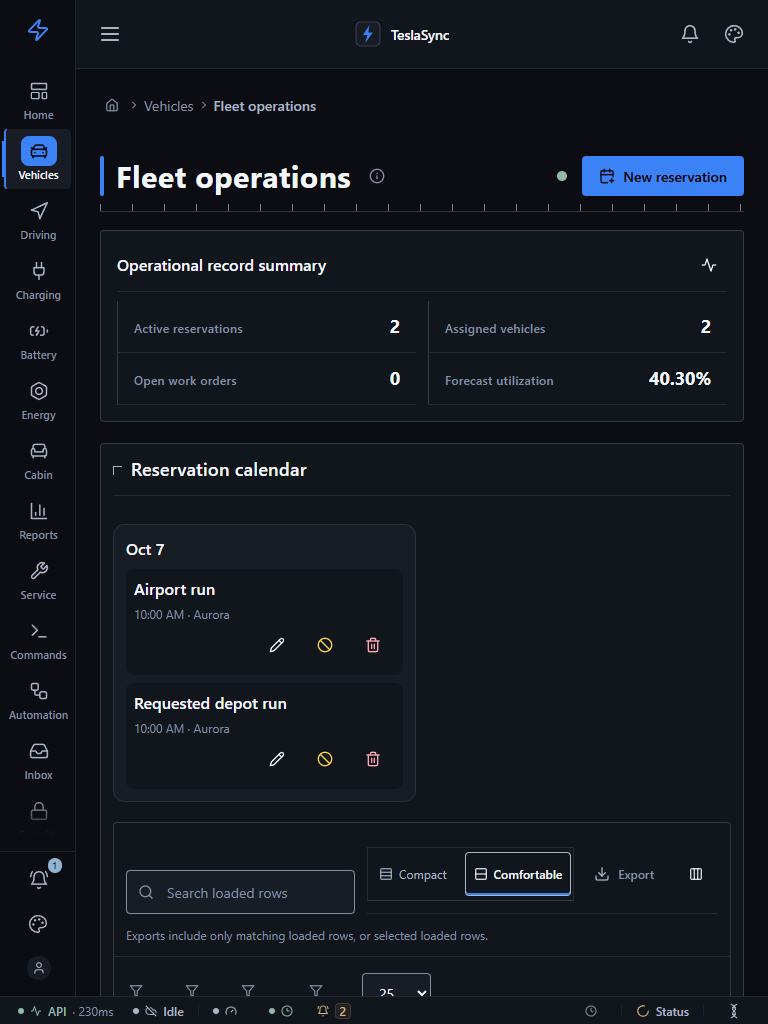 TeslaSync
Home
Vehicles
Driving
Charging
Battery
Energy
Cabin
Reports
Service
Commands
Automation
Inbox
1
Vehicles > Fleet operations
Fleet operations
New reservation
Operational record summary
Active reservations 2
Assigned vehicles 2
Open work orders 0
Forecast utilization 40.30%
Reservation calendar
Oct 7
Airport run
10:00 AM · Aurora
Requested depot run
10:00 AM · Aurora
Search loaded rows
Compact
Comfortable
Export
Exports include only matching loaded rows, or selected loaded rows.
25
API · 230ms
Idle
2
Status